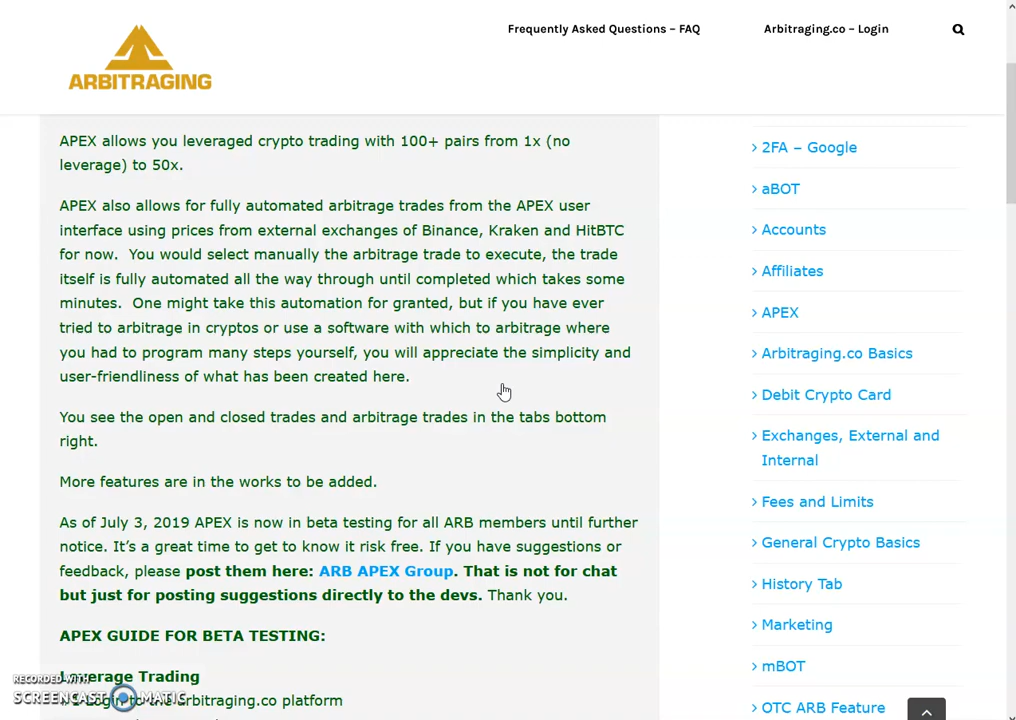 Frequently Asked Questions – FAQ
Arbitraging.co – Login
ARBITRAGING
APEX allows you leveraged crypto trading with 100+ pairs from 1x (no
leverage) to 50x.
APEX also allows for fully automated arbitrage trades from the APEX user
interface using prices from external exchanges of Binance, Kraken and HitBTC
for now.  You would select manually the arbitrage trade to execute, the trade
itself is fully automated all the way through until completed which takes some
minutes.  One might take this automation for granted, but if you have ever
tried to arbitrage in cryptos or use a software with which to arbitrage where
you had to program many steps yourself, you will appreciate the simplicity and
user-friendliness of what has been created here.
You see the open and closed trades and arbitrage trades in the tabs bottom
right.
More features are in the works to be added.
As of July 3, 2019 APEX is now in beta testing for all ARB members until further
notice. It's a great time to get to know it risk free. If you have suggestions or
feedback, please post them here: ARB APEX Group. That is not for chat
but just for posting suggestions directly to the devs. Thank you.
APEX GUIDE FOR BETA TESTING:
Leverage Trading
Login to the arbitraging.co platform
RECORDED WITH
SCREENCAST MATIC
2FA – Google
aBOT
Accounts
Affiliates
APEX
Arbitraging.co Basics
Debit Crypto Card
Exchanges, External and
Internal
Fees and Limits
General Crypto Basics
History Tab
Marketing
mBOT
OTC ARB Feature